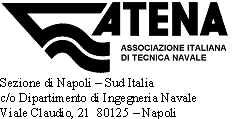 ATENA
ASSOCIAZIONE ITALIANA
DI TECNICA NAVALE
Sezione di Napoli – Sud Italia
c/o Dipartimento di Ingegneria Navale
Viale Claudio, 21 80125 – Napoli